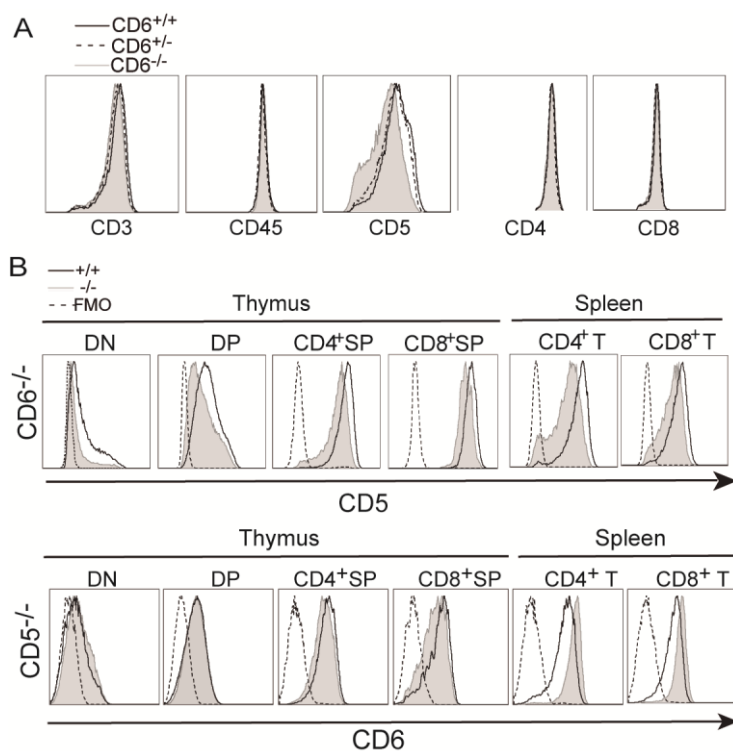 A
CD6+/+
CD6+/-
CD6-/-
CD3 CD45 CD5 CD4 CD8
B
+/+
-/-
FMO
Thymus Spleen
DN DP CD4+SP CD8+SP CD4+ T CD8+ T
CD6-/-
CD5
Thymus Spleen
DN DP CD4+SP CD8+SP CD4+ T CD8+ T
CD5-/-
CD6